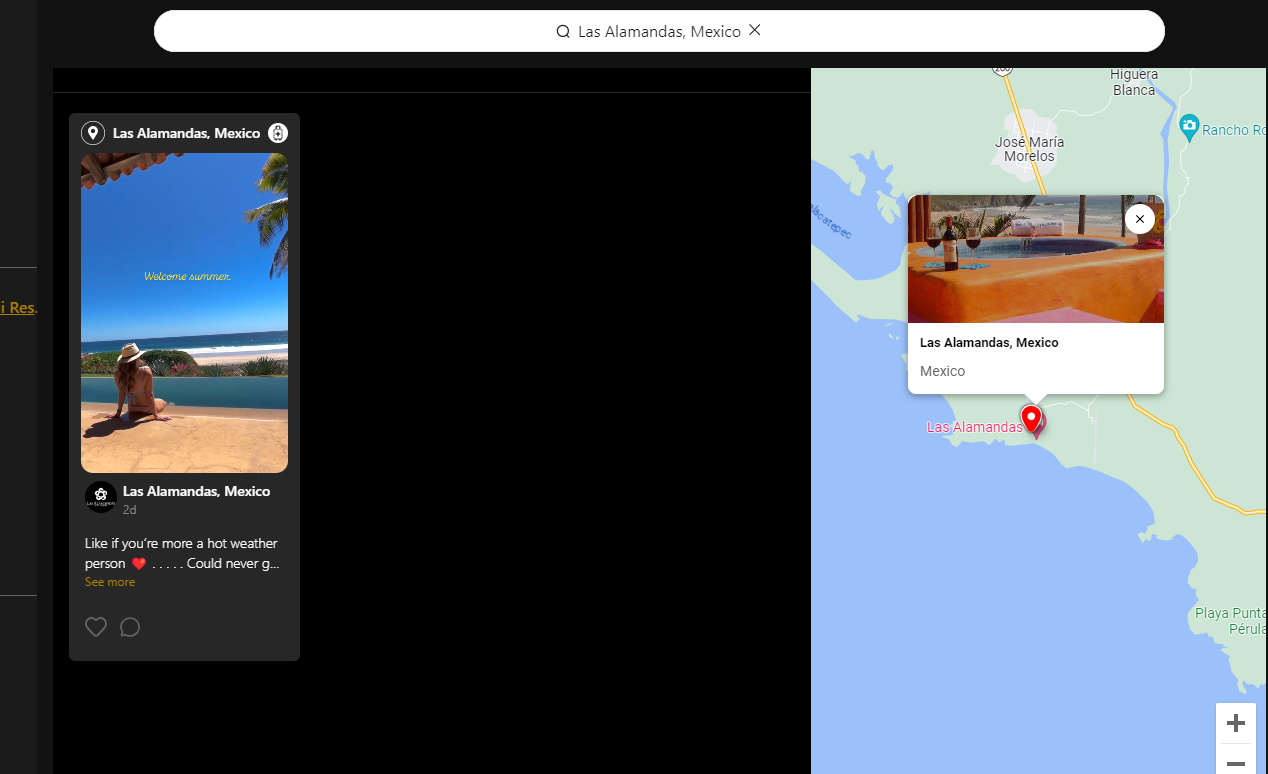 Las Alamandas, Mexico
i Res.
Las Alamandas, Mexico
Welcome summer.
Las Alamandas, Mexico
2d
Like if you’re more a hot weather
person ❤️ . . . . . Could never g...
See more
200
Higuera
Blanca
Rancho Ro
José María
Morelos
Las Alamandas, Mexico
Mexico
Las Alamandas
Playa Punta
Pérula